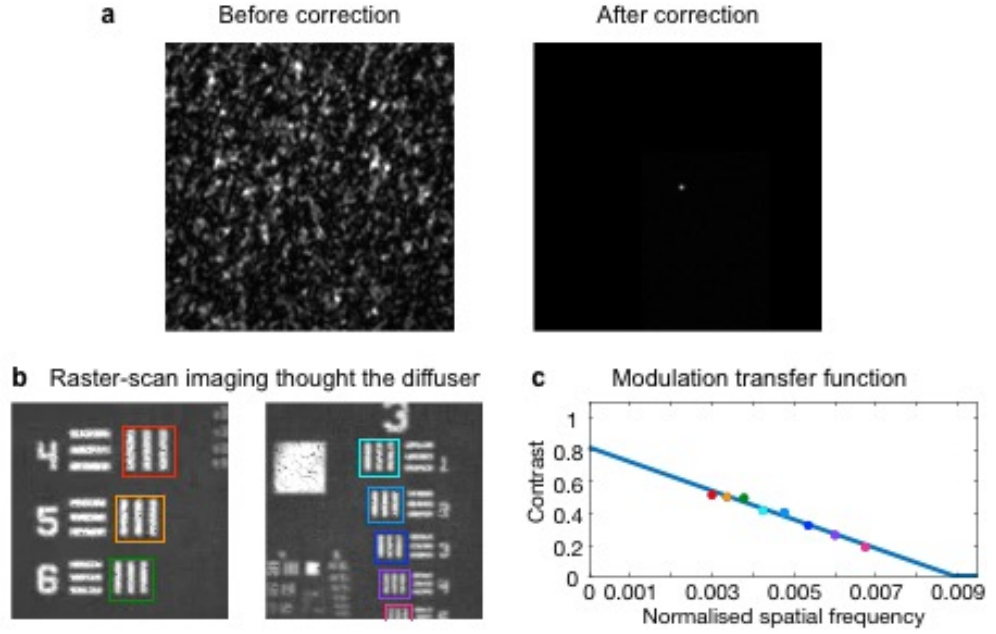 a Before correction After correction
b Raster-scan imaging thought the diffuser
4
5
6
3
1
2
3
4
c Modulation transfer function
Contrast
1
0.8
0.6
0.4
0.2
0
0 0.001 0.003 0.005 0.007 0.009
Normalised spatial frequency